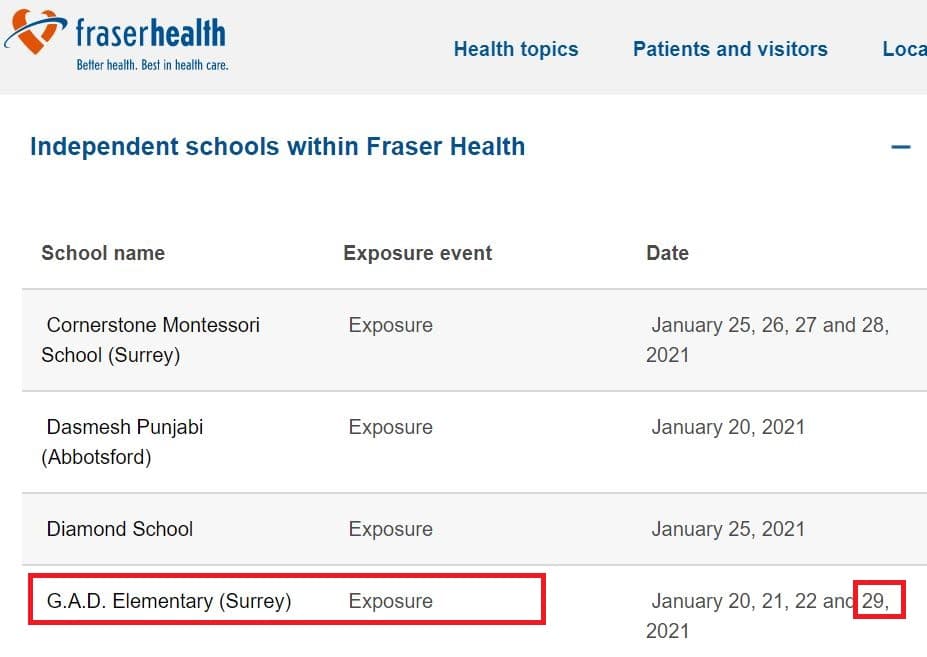 fraserhealth
Better health. Best in health care.
Health topics Patients and visitors Loca
Independent schools within Fraser Health
School name Exposure event Date
Cornerstone Montessori Exposure January 25, 26, 27 and 28,
School (Surrey) 2021
Dasmesh Punjabi Exposure January 20, 2021
(Abbotsford)
Diamond School Exposure January 25, 2021
G.A.D. Elementary (Surrey) Exposure January 20, 21, 22 and 29,
2021